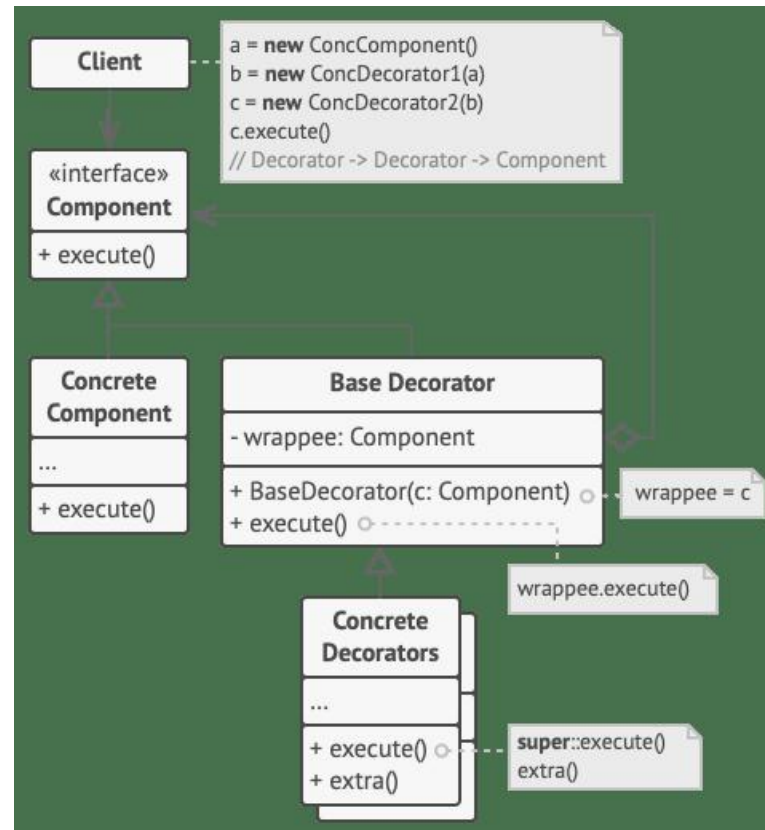 Client
a = new ConcComponent()
b = new ConcDecorator1(a)
c = new ConcDecorator2(b)
c.execute()
// Decorator -> Decorator -> Component
«interface»
Component
+ execute()
Concrete
Component
...
+ execute()
Base Decorator
- wrappee: Component
+ BaseDecorator(c: Component)
+ execute()
wrappee = c
wrappee.execute()
Concrete
Decorators
...
+ execute()
+ extra()
super::execute()
extra()